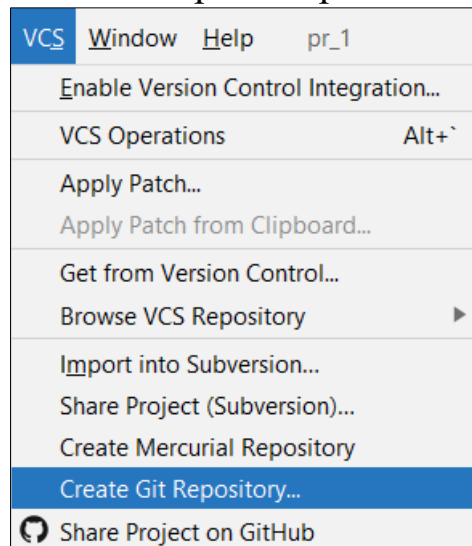 VCS Window Help pr_1
Enable Version Control Integration...
VCS Operations Alt+`
Apply Patch...
Apply Patch from Clipboard...
Get from Version Control...
Browse VCS Repository
Import into Subversion...
Share Project (Subversion)...
Create Mercurial Repository
Create Git Repository...
Share Project on GitHub